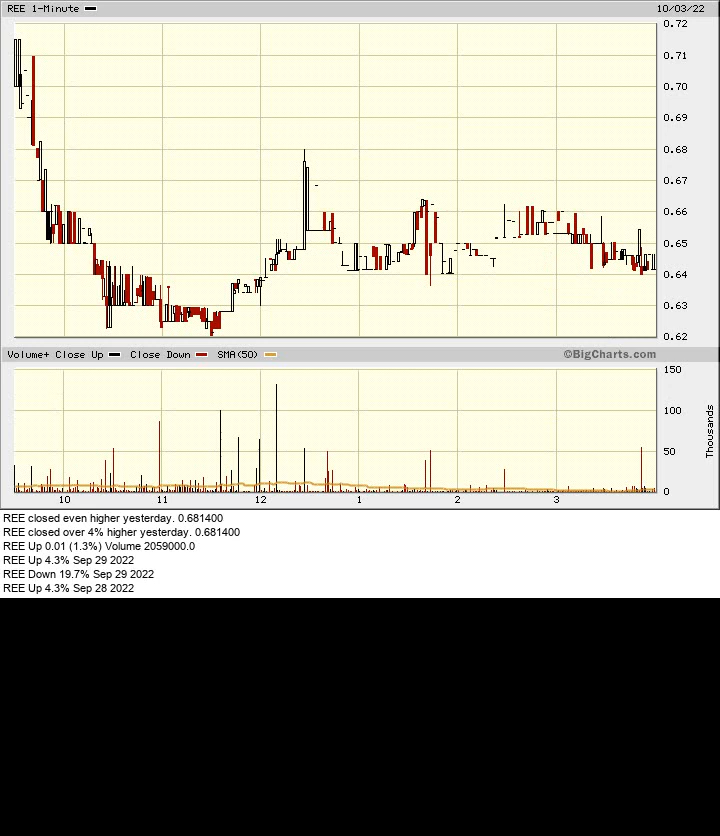 REE 1-Minute 10/03/22
0.72
0.71
0.70
0.69
0.68
0.67
0.66
0.65
0.64
0.63
0.62
Volume+ Close Up Close Down SMA(50) ©BigCharts.com
150
100
50
0
Thousands
10 11 12 1 2 3
REE closed even higher yesterday. 0.681400
REE closed over 4% higher yesterday. 0.681400
REE Up 0.01 (1.3%) Volume 2059000.0
REE Up 4.3% Sep 29 2022
REE Down 19.7% Sep 29 2022
REE Up 4.3% Sep 28 2022